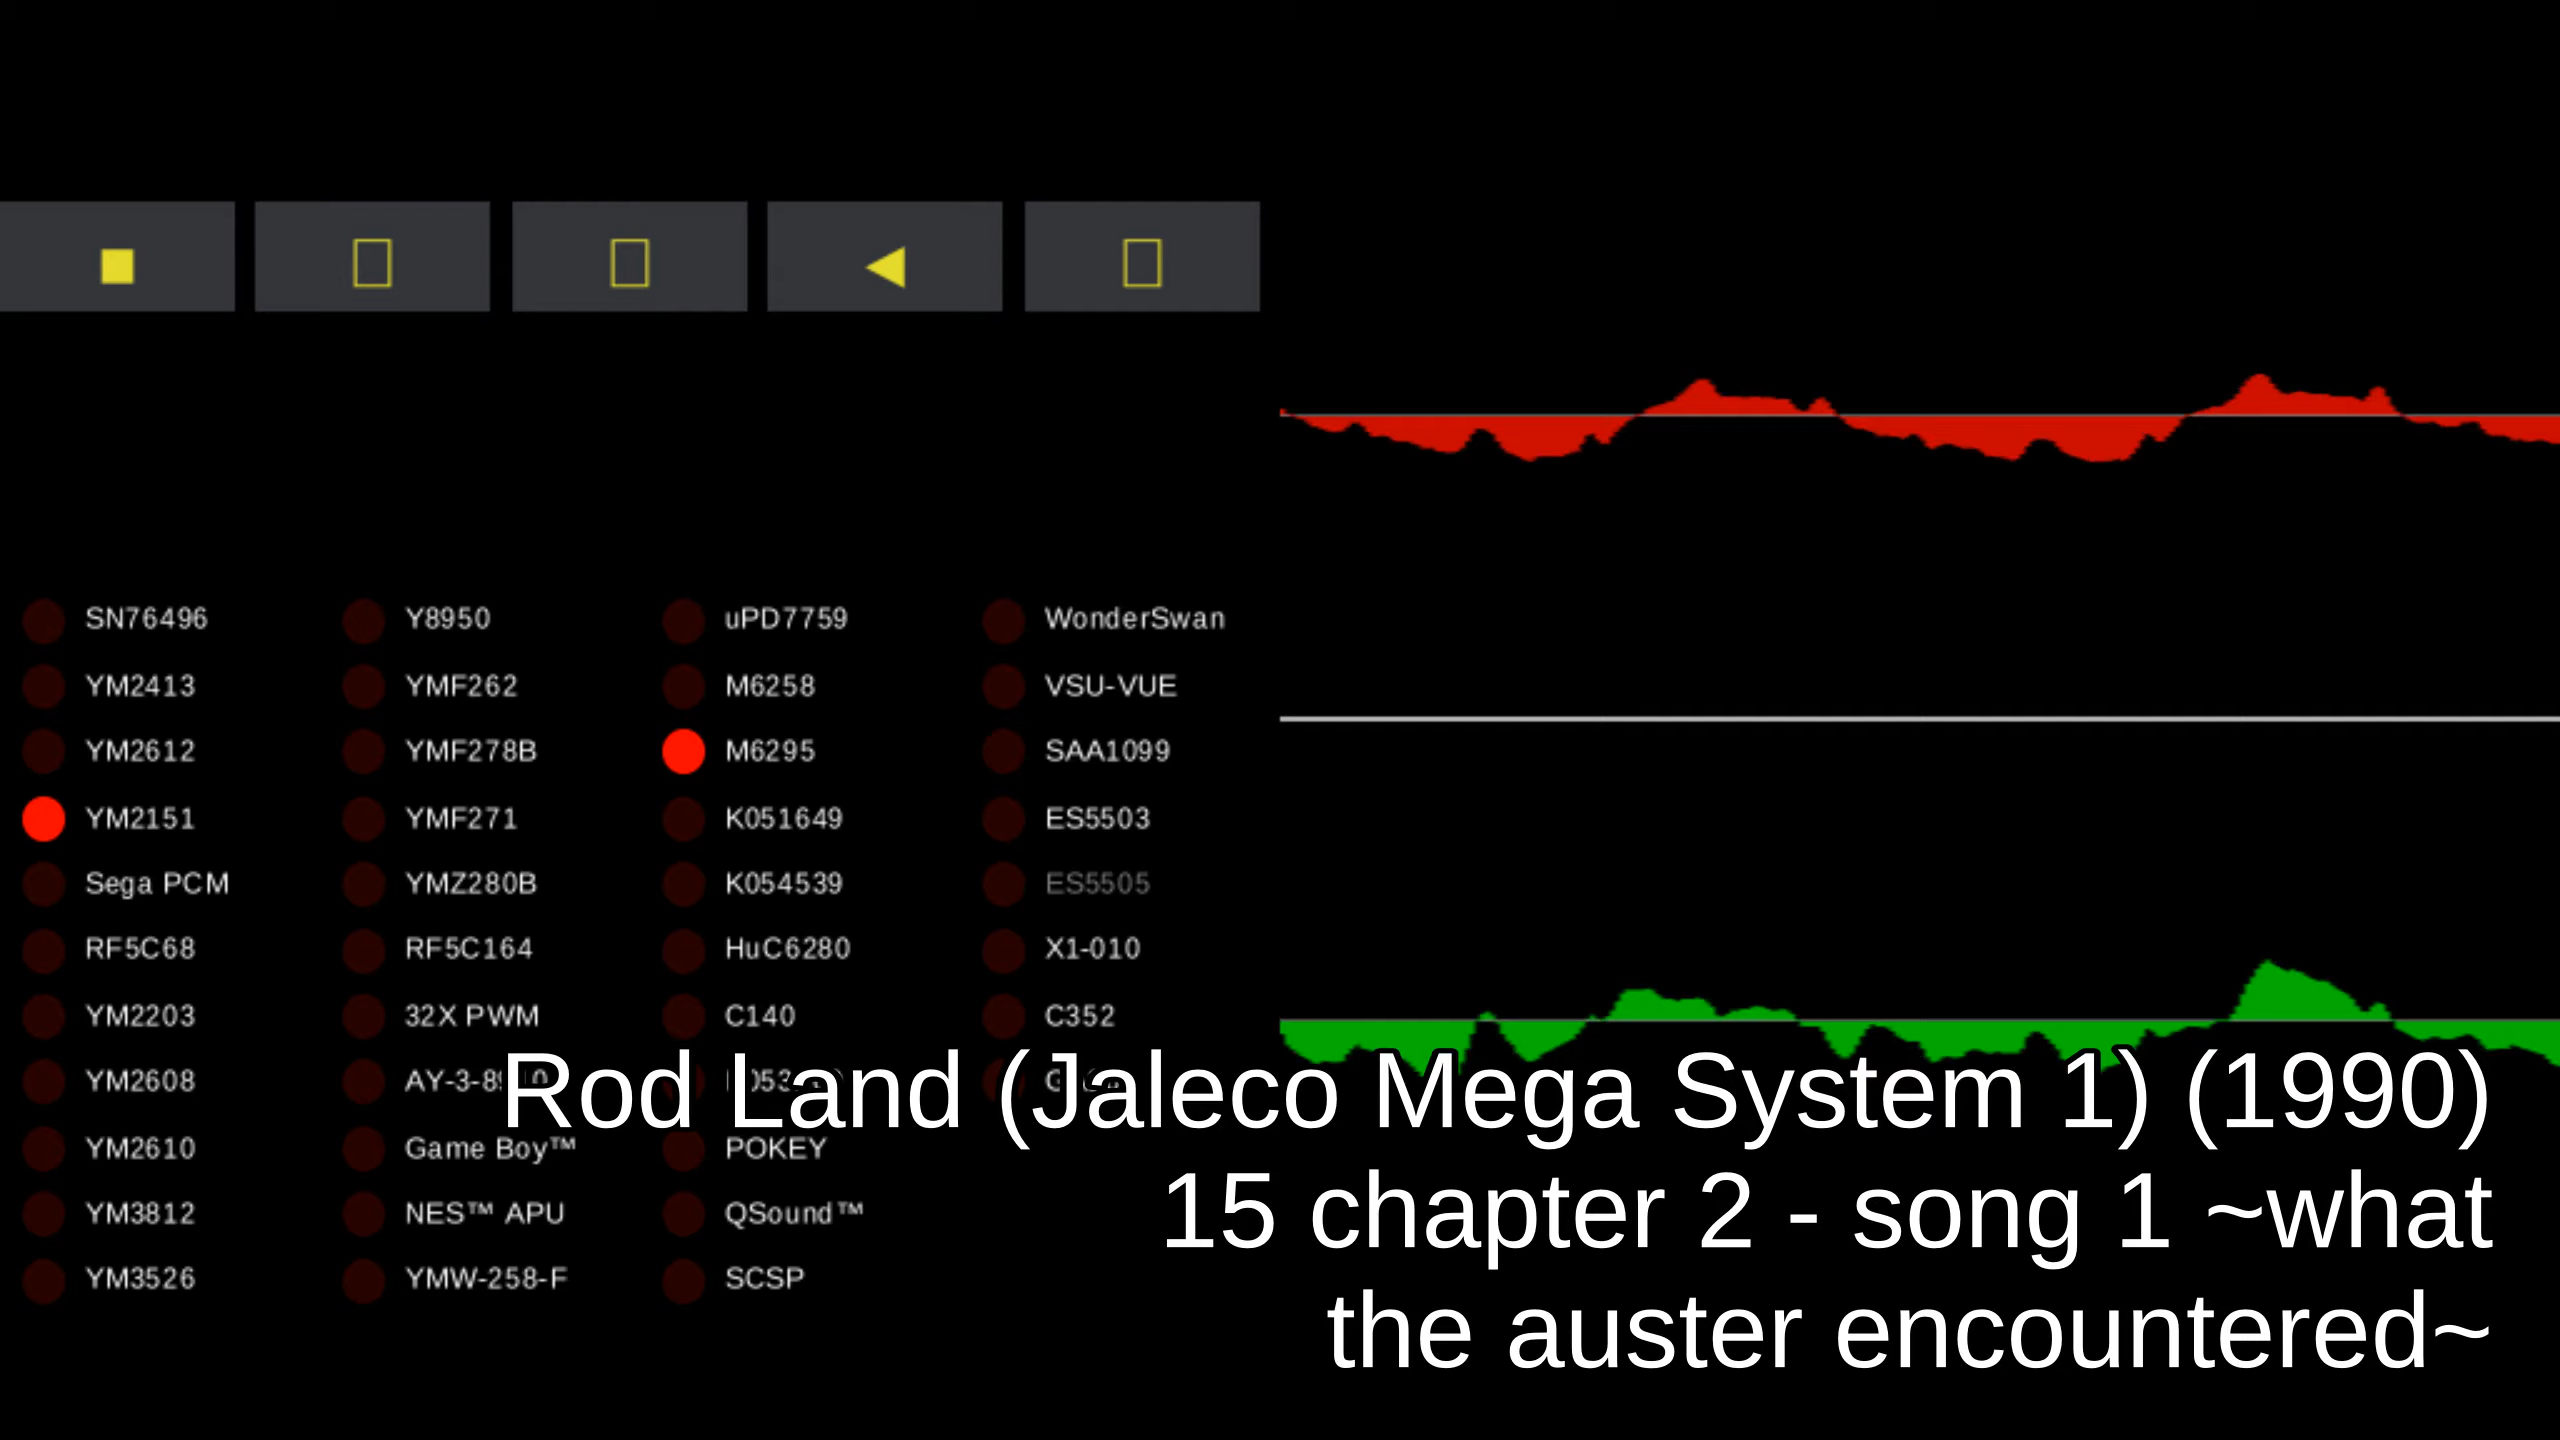 SN76496
YM2413
YM2612
YM2151
Sega PCM
RF5C68
YM2203
YM2608
YM2610
YM3812
YM3526
Y8950
YMF262
YMF278B
YMF271
YMZ280B
RF5C164
32X PWM
Game Boy™
NES™ APU
YMW-258-F
uPD7759
M6258
M6295
K051649
K054539
HuC6280
C140
POKEY
QSound™
SCSP
WonderSwan
VSU-VUE
SAA1099
ES5503
ES5505
X1-010
C352
Rod Land (Jaleco Mega System 1) (1990)
15 chapter 2 - song 1 ~what
the auster encountered~